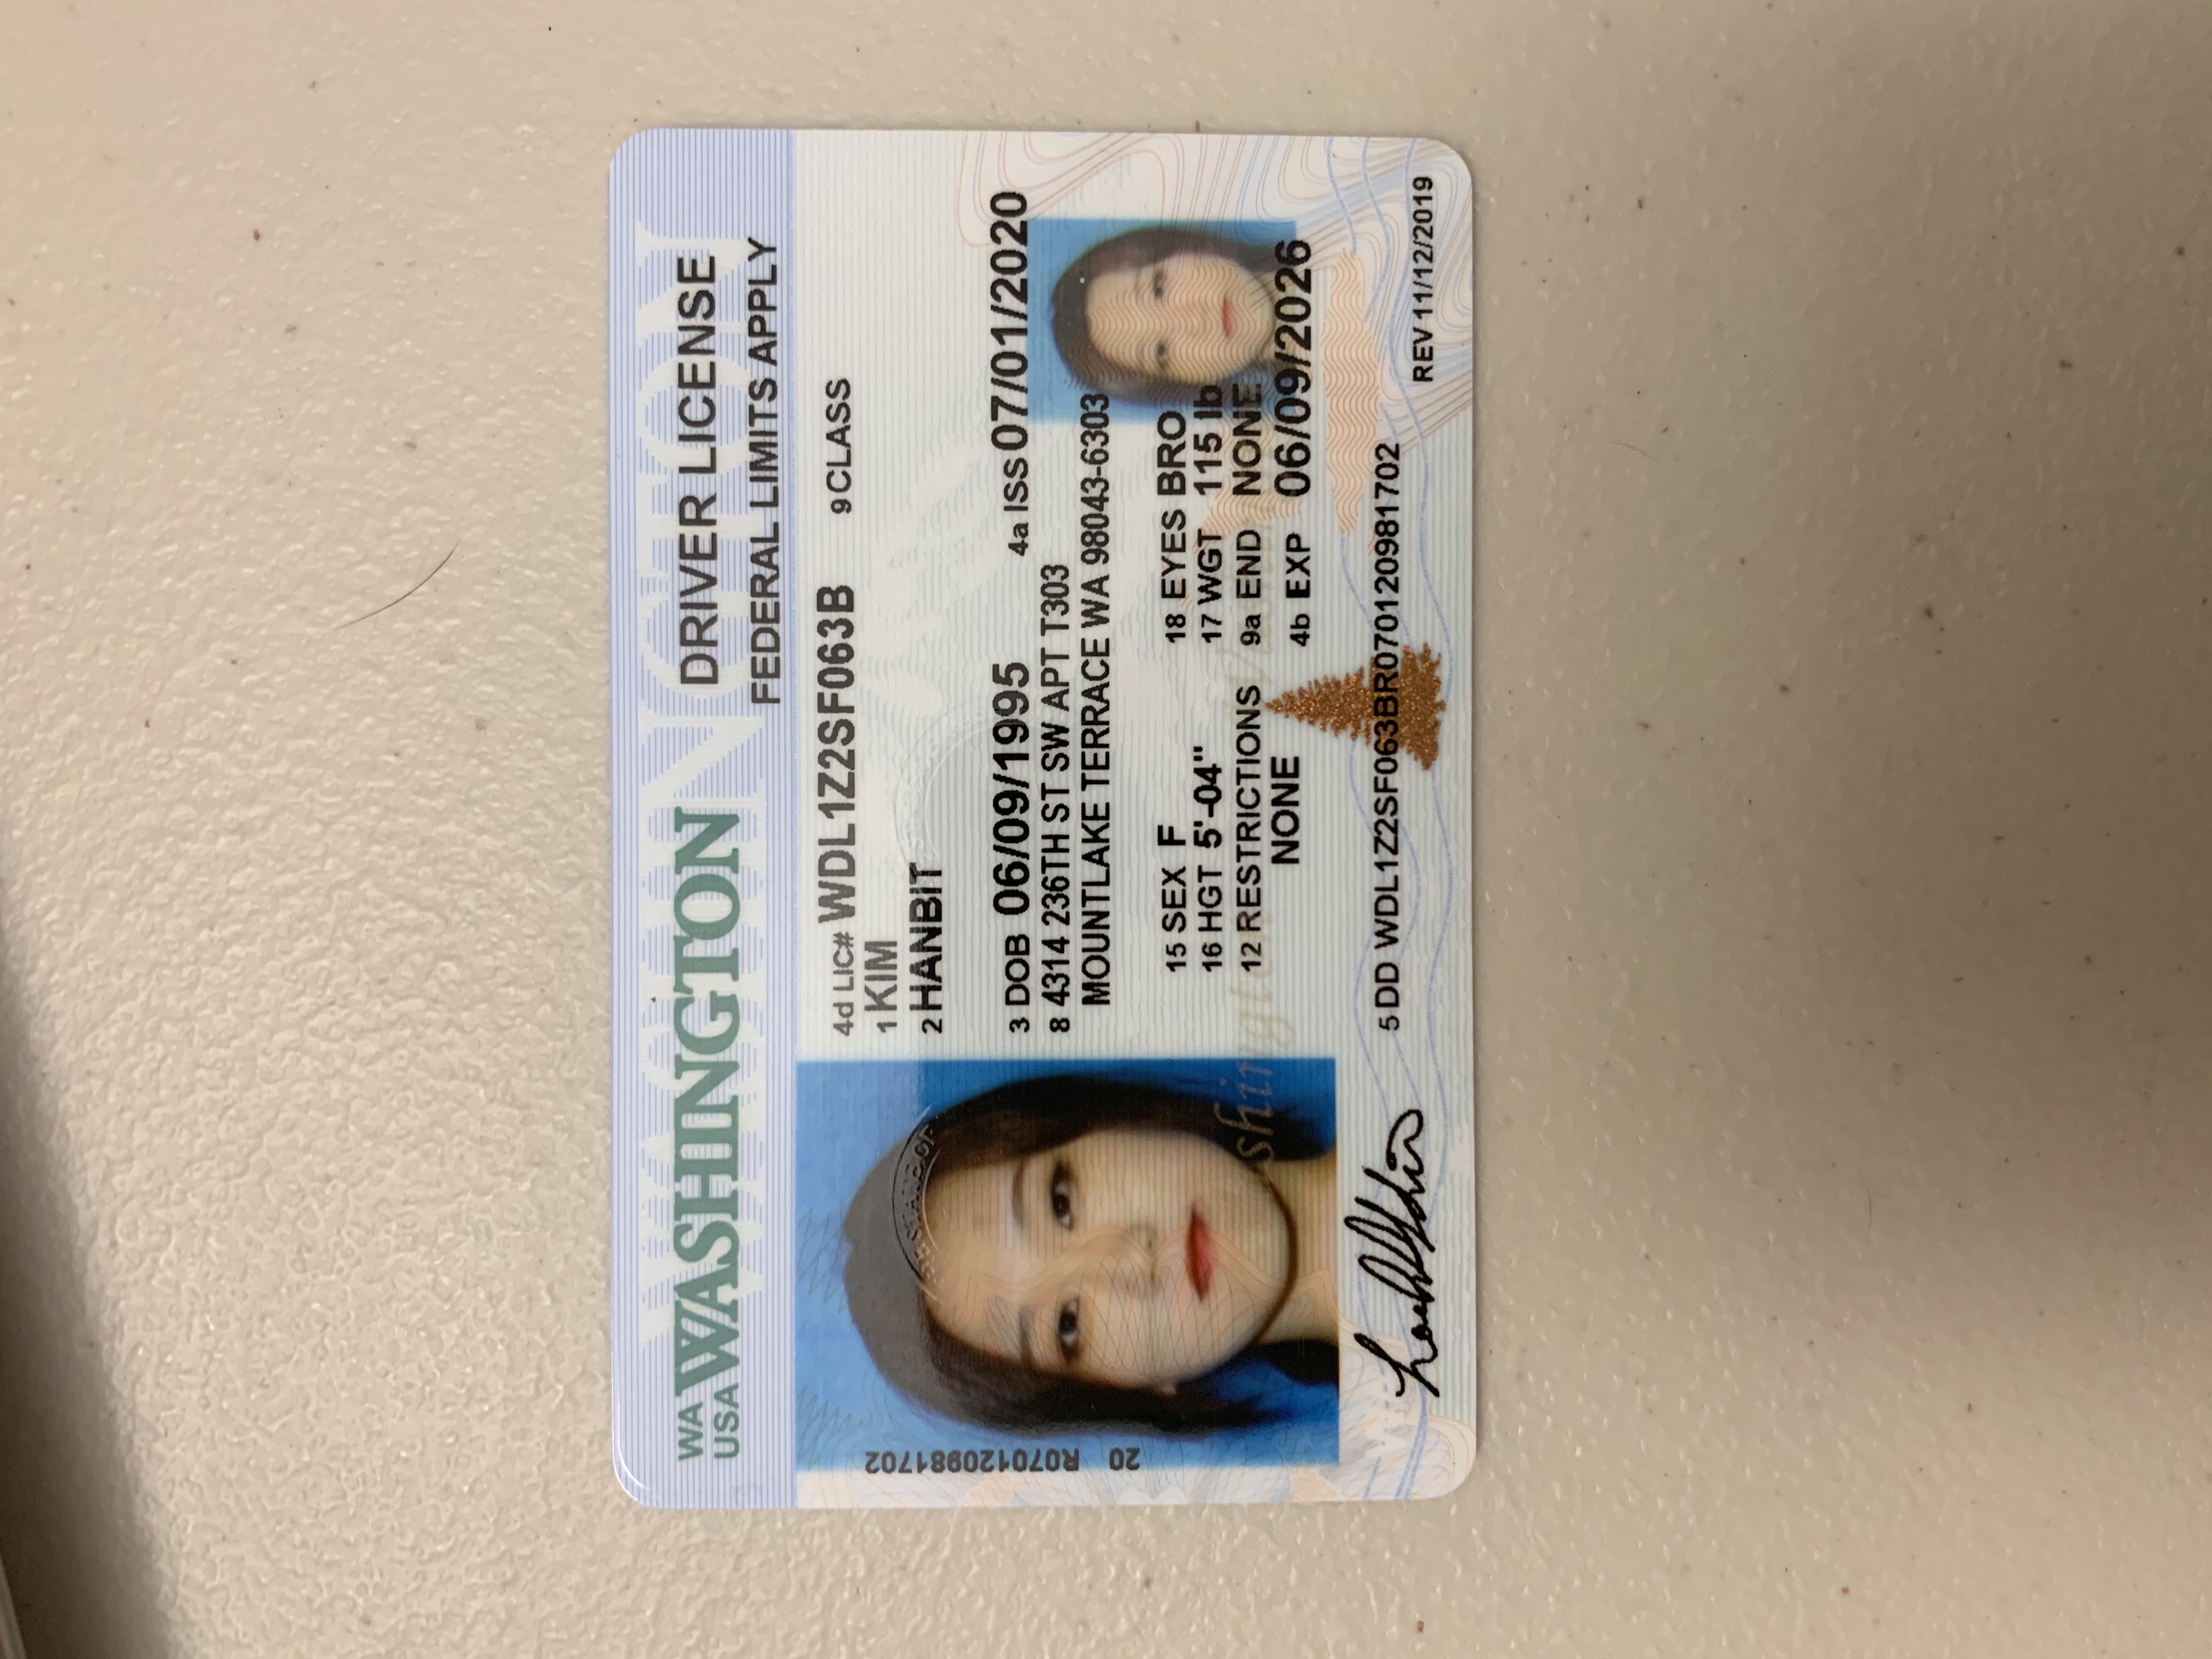 WA USA WASHINGTON
DRIVER LICENSE
FEDERAL LIMITS APPLY
4d LIC# WDL1Z2SF063B 9 CLASS
1 KIM
2 HANBIT
3 DOB 06/09/1995 4a ISS 07/01/2020
8 4314 236TH ST SW APT T303
MOUNTLAKE TERRACE WA 98043-6303
15 SEX F 18 EYES BRO
16 HGT 5'-04" 17 WGT 115 lb
12 RESTRICTIONS 9a END NONE
NONE
4b EXP 06/09/2026
5 DD WDL1Z2SF063BR070120981702
REV 11/12/2019
20 R070120981702
WASHINGTON